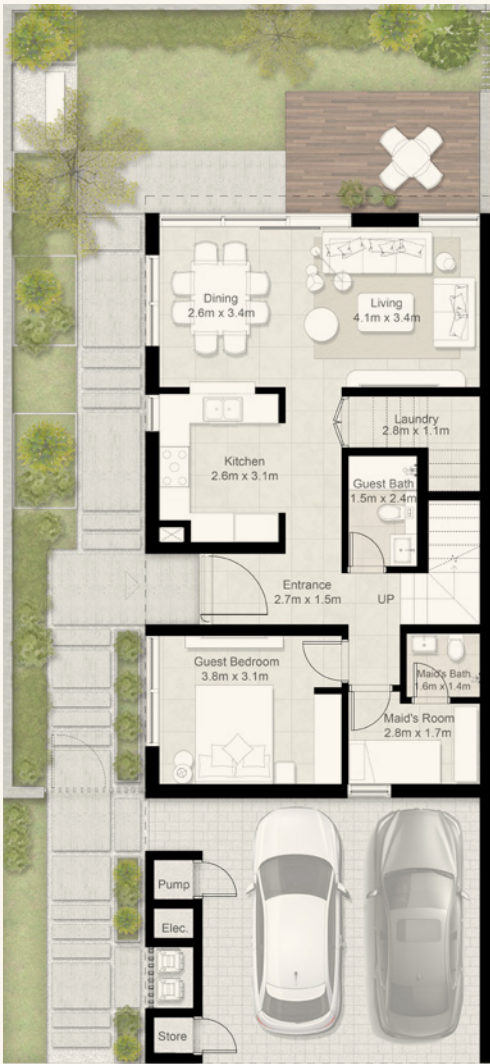 Dining
2.6m x 3.4m
Living
4.1m x 3.4m
Laundry
2.8m x 1.1m
Kitchen
2.6m x 3.1m
Guest Bath
1.5m x 2.4m
Entrance
2.7m x 1.5m
UP
Guest Bedroom
3.8m x 3.1m
Maid's Bath
1.6m x 1.4m
Maid's Room
2.8m x 1.7m
Pump
Elec.
Store